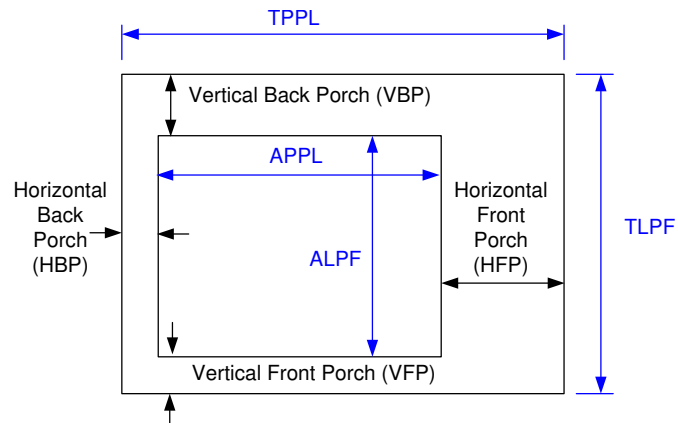 TPPL
Vertical Back Porch (VBP)
APPL
Horizontal
Back
Porch
(HBP)
Horizontal
Front
Porch
(HFP)
TLPF
ALPF
Vertical Front Porch (VFP)